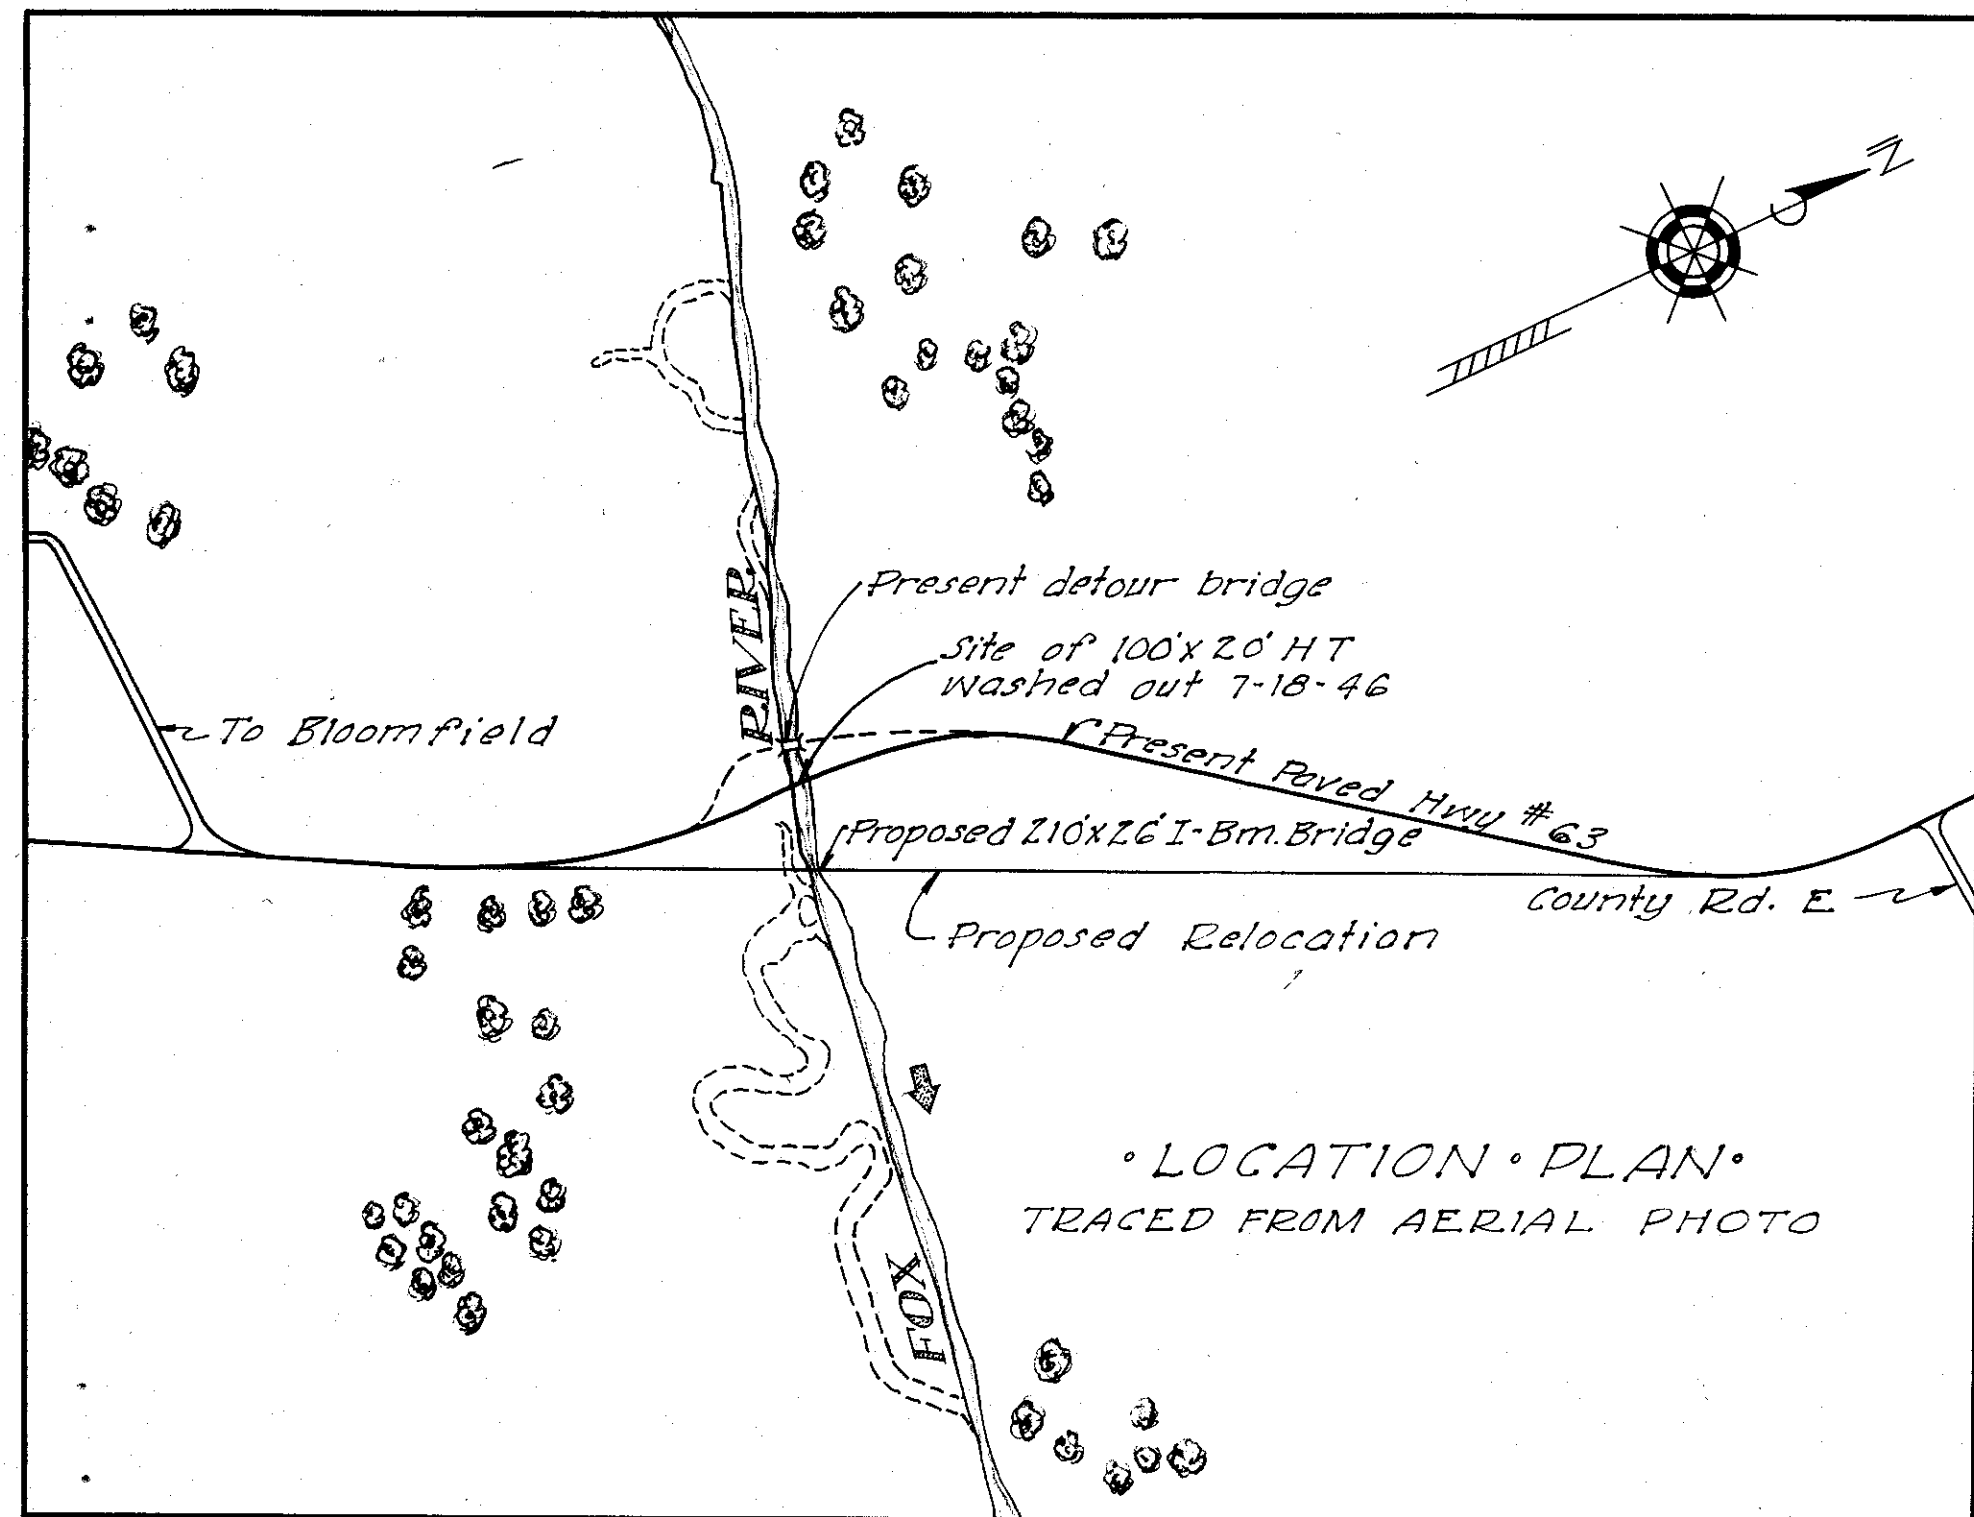 N
Present detour bridge
Site of 100'x 20' H T
washed out 7-18-46
RIVER.
To Bloomfield
Present Paved Hwy # 63
Proposed 210'x26' I-Bm. Bridge
County Rd. E
Proposed Relocation
• LOCATION • PLAN •
TRACED FROM AERIAL PHOTO
FOX